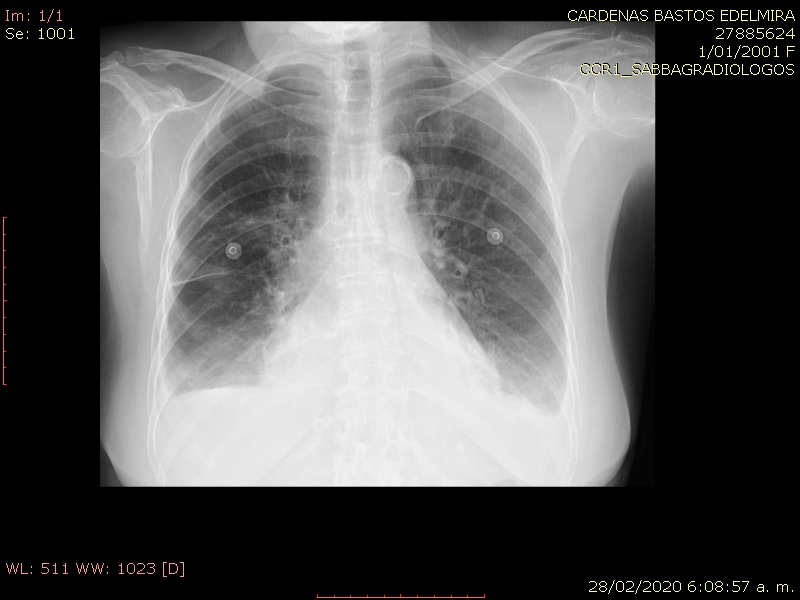 Im: 1/1
Se: 1001
CARDENAS BASTOS EDELMIRA
27885624
1/01/2001 F
CCR1_SABBAGRADIOLOGOS
WL: 511 WW: 1023 [D]
28/02/2020 6:08:57 a. m.